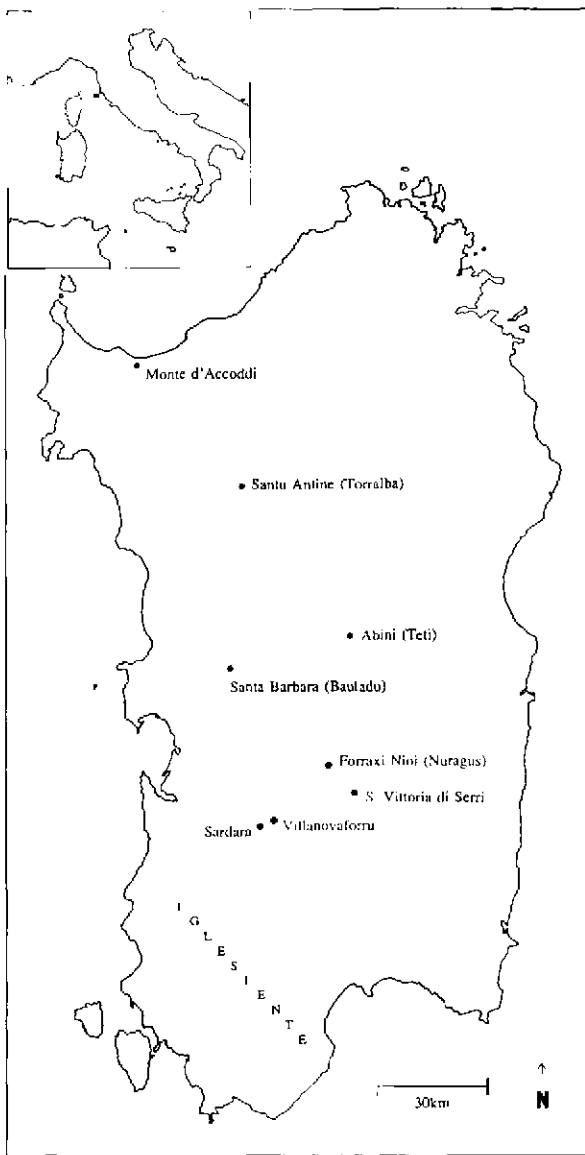 Monte d'Accoddi
Santu Antine (Torralba)
Abini (Teti)
Santa Barbara (Baulado)
Forraxi Nioi (Nuragus)
S. Vittoria di Serri
Villanovaforru
Sardara
IGLESIENTE
30km
N